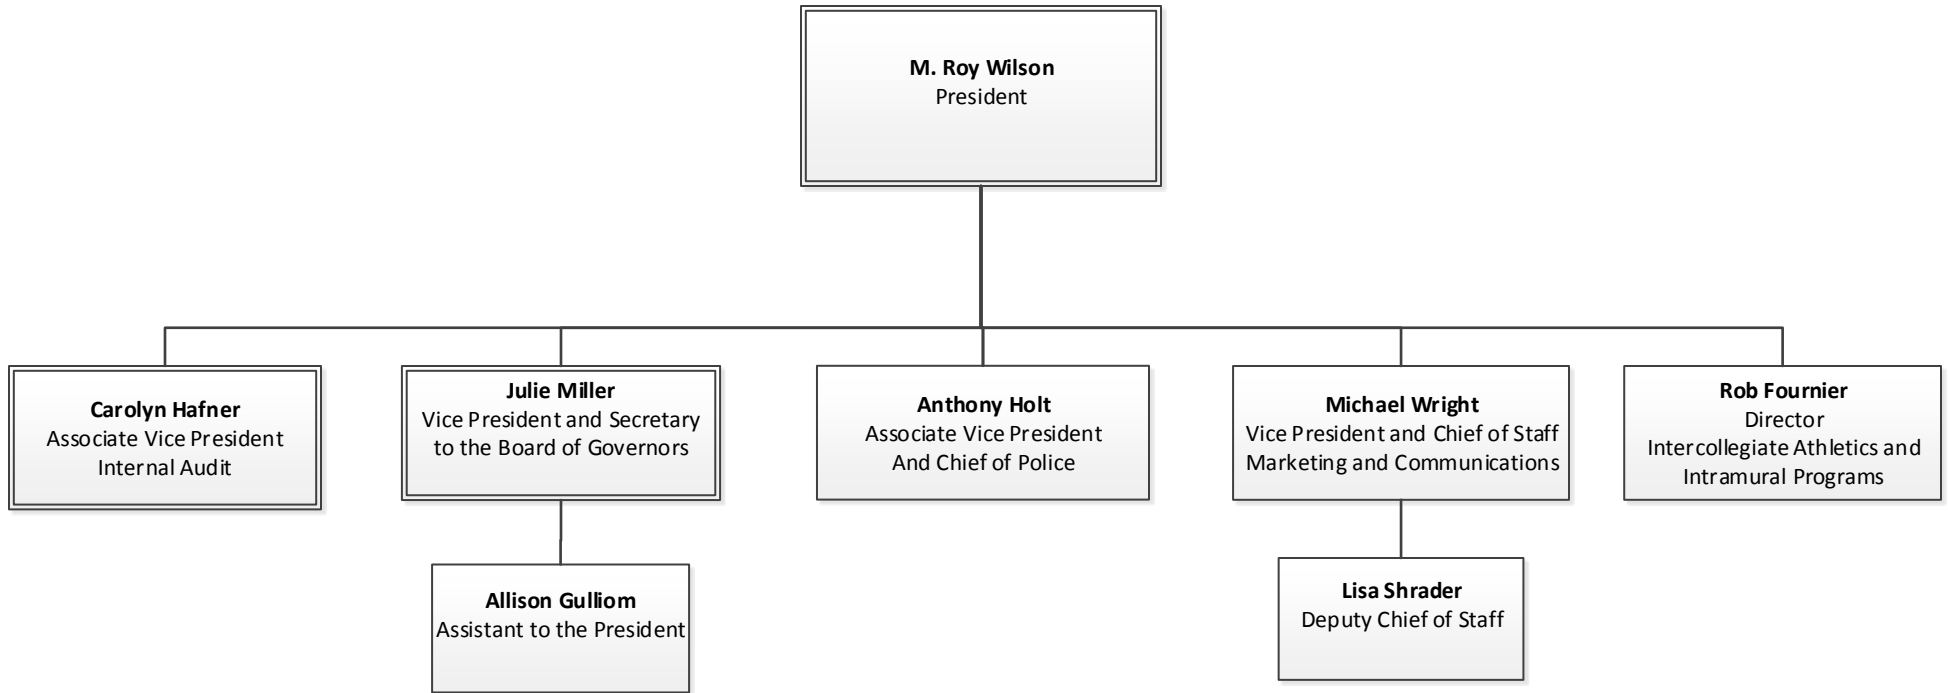 M. Roy Wilson
President
Carolyn Hafner
Associate Vice President
Internal Audit
Julie Miller
Vice President and Secretary
to the Board of Governors
Anthony Holt
Associate Vice President
And Chief of Police
Michael Wright
Vice President and Chief of Staff
Marketing and Communications
Rob Fournier
Director
Intercollegiate Athletics and
Intramural Programs
Allison Gulliom
Assistant to the President
Lisa Shrader
Deputy Chief of Staff